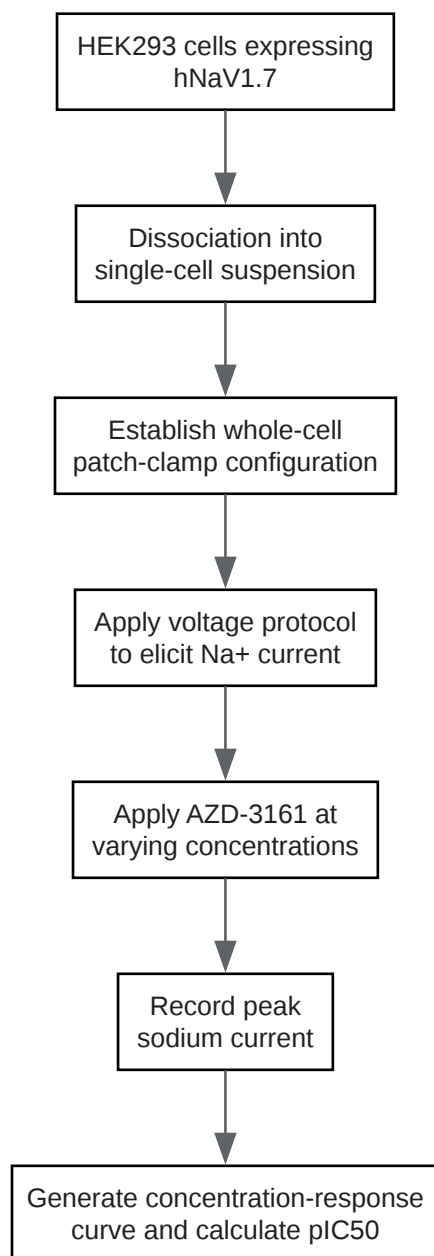 HEK293 cells expressing
hNaV1.7
Dissociation into
single-cell suspension
Establish whole-cell
patch-clamp configuration
Apply voltage protocol
to elicit Na+ current
Apply AZD-3161 at
varying concentrations
Record peak
sodium current
Generate concentration-response
curve and calculate pIC50